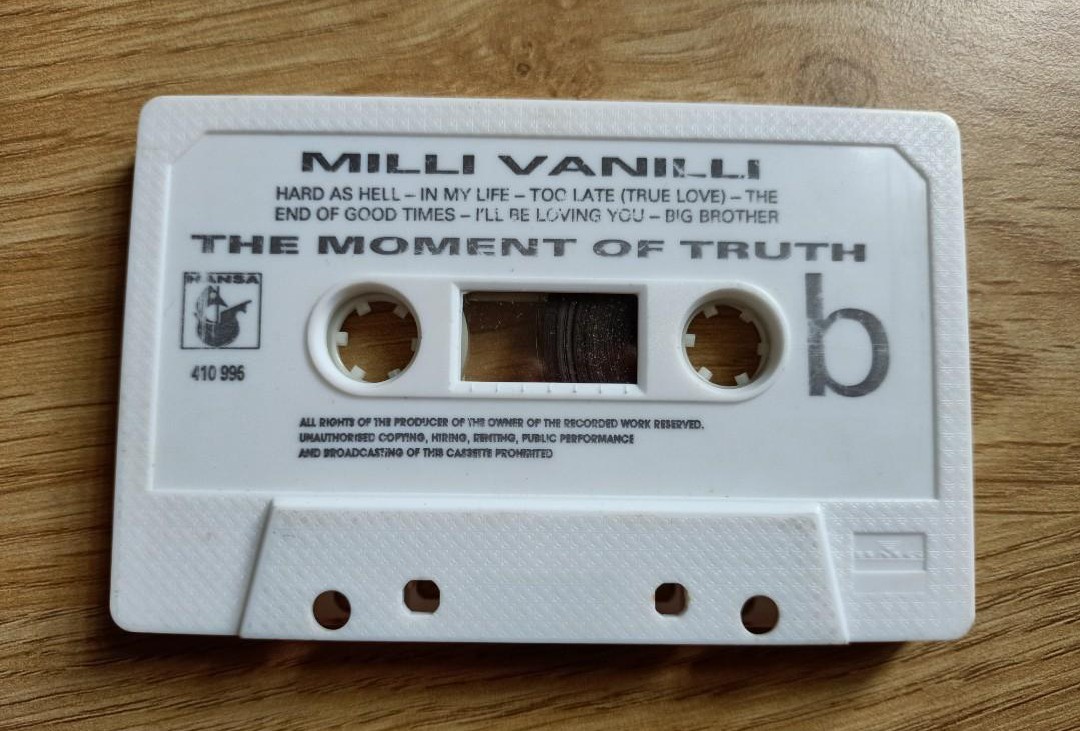 MILLI VANILLI
HARD AS HELL – IN MY LIFE – TOO LATE (TRUE LOVE) – THE
END OF GOOD TIMES – I'LL BE LOVING YOU – BIG BROTHER
THE MOMENT OF TRUTH
HANSA
b
410 996
ALL RIGHTS OF THE PRODUCER OF THE OWNER OF THE RECORDED WORK RESERVED.
UNAUTHORISED COPYING, HIRING, RENTING, PUBLIC PERFORMANCE
AND BROADCASTING OF THIS CASSETTE PROHIBITED